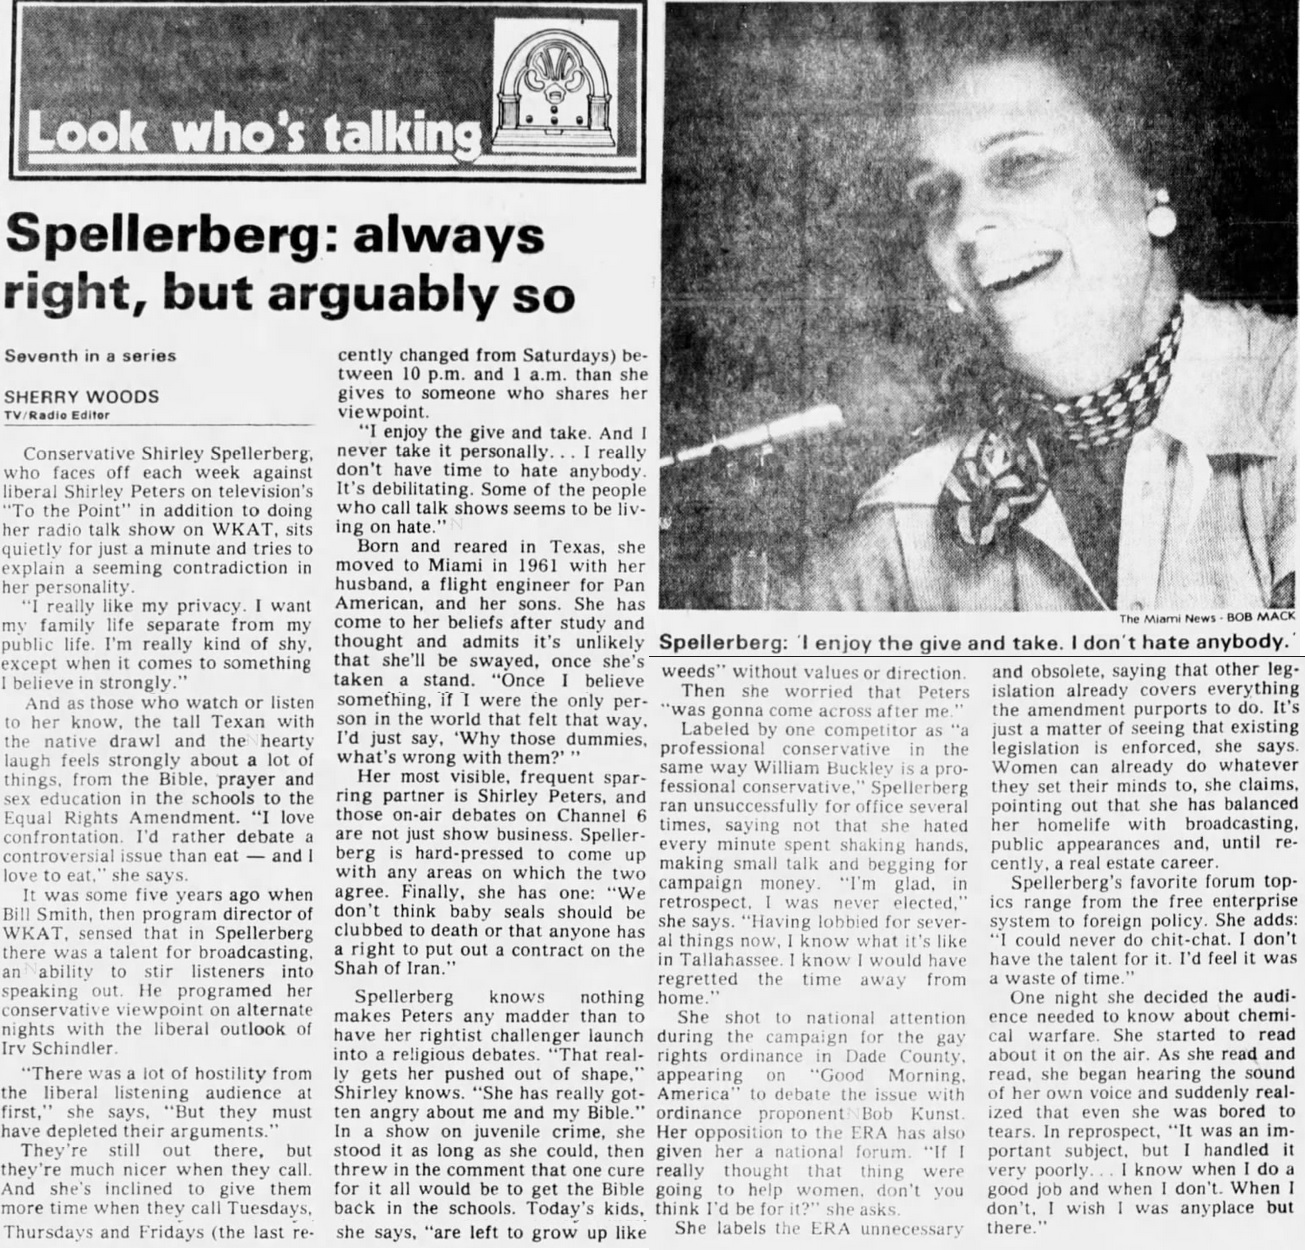 Look who's talking
Spellerberg: always
right, but arguably so
Seventh in a series
SHERRY WOODS
TV/Radio Editor
Conservative Shirley Spellerberg,
who faces off each week against
liberal Shirley Peters on television's
"To the Point" in addition to doing
her radio talk show on WKAT, sits
quietly for just a minute and tries to
explain a seeming contradiction in
her personality.
"I really like my privacy. I want
my family life separate from my
public life. I'm really kind of shy,
except when it comes to something
I believe in strongly."
And as those who watch or listen
to her know, the tall Texan with
the native drawl and the hearty
laugh feels strongly about a lot of
things, from the Bible, prayer and
sex education in the schools to the
Equal Rights Amendment. "I love
confrontation. I'd rather debate a
controversial issue than eat — and I
love to eat," she says.
It was some five years ago when
Bill Smith, then program director of
WKAT, sensed that in Spellerberg
there was a talent for broadcasting,
an ability to stir listeners into
speaking out. He programed her
conservative viewpoint on alternate
nights with the liberal outlook of
Irv Schindler.
"There was a lot of hostility from
the liberal listening audience at
first," she says, "But they must
have depleted their arguments."
They're still out there, but
they're much nicer when they call.
And she's inclined to give them
more time when they call Tuesdays,
Thursdays and Fridays (the last re-
cently changed from Saturdays) be-
tween 10 p.m. and 1 a.m. than she
gives to someone who shares her
viewpoint.
"I enjoy the give and take. And I
never take it personally. . . I really
don't have time to hate anybody.
It's debilitating. Some of the people
who call talk shows seems to be liv-
ing on hate."
Born and reared in Texas, she
moved to Miami in 1961 with her
husband, a flight engineer for Pan
American, and her sons. She has
come to her beliefs after study and
thought and admits it's unlikely
that she'll be swayed, once she's
taken a stand. "Once I believe
something, if I were the only per-
son in the world that felt that way,
I'd just say, 'Why those dummies,
what's wrong with them?' "
Her most visible, frequent spar-
ring partner is Shirley Peters, and
those on-air debates on Channel 6
are not just show business. Speller-
berg is hard-pressed to come up
with any areas on which the two
agree. Finally, she has one: "We
don't think baby seals should be
clubbed to death or that anyone has
a right to put out a contract on the
Shah of Iran."
Spellerberg knows nothing
makes Peters any madder than to
have her rightist challenger launch
into a religious debates. "That real-
ly gets her pushed out of shape,"
Shirley knows. "She has really got-
ten angry about me and my Bible."
In a show on juvenile crime, she
stood it as long as she could, then
threw in the comment that one cure
for it all would be to get the Bible
back in the schools. Today's kids,
she says, "are left to grow up like
The Miami News - BOB MACK
Spellerberg: 'I enjoy the give and take. I don't hate anybody.'
weeds" without values or direction.
Then she worried that Peters
"was gonna come across after me."
Labeled by one competitor as "a
professional conservative in the
same way William Buckley is a pro-
fessional conservative," Spellerberg
ran unsuccessfully for office several
times, saying not that she hated
every minute spent shaking hands,
making small talk and begging for
campaign money. "I'm glad, in
retrospect, I was never elected,"
she says. "Having lobbied for sever-
al things now, I know what it's like
in Tallahassee. I know I would have
regretted the time away from
home."
She shot to national attention
during the campaign for the gay
rights ordinance in Dade County,
appearing on "Good Morning,
America" to debate the issue with
ordinance proponent Bob Kunst.
Her opposition to the ERA has also
given her a national forum. "If I
really thought that thing were
going to help women, don't you
think I'd be for it?" she asks.
She labels the ERA unnecessary
and obsolete, saying that other leg-
islation already covers everything
the amendment purports to do. It's
just a matter of seeing that existing
legislation is enforced, she says.
Women can already do whatever
they set their minds to, she claims,
pointing out that she has balanced
her homelife with broadcasting,
public appearances and, until re-
cently, a real estate career.
Spellerberg's favorite forum top-
ics range from the free enterprise
system to foreign policy. She adds:
"I could never do chit-chat. I don't
have the talent for it. I'd feel it was
a waste of time."
One night she decided the audi-
ence needed to know about chemi-
cal warfare. She started to read
about it on the air. As she read and
read, she began hearing the sound
of her own voice and suddenly real-
ized that even she was bored to
tears. In reprospect, "It was an im-
portant subject, but I handled it
very poorly. . . I know when I do a
good job and when I don't. When I
don't, I wish I was anyplace but
there."